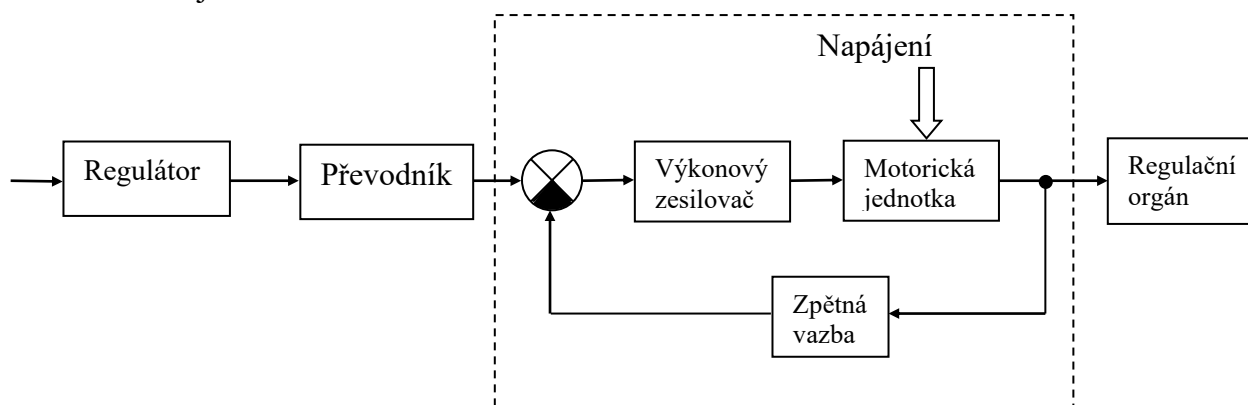 Napájení
Regulátor
Převodník
Výkonový
zesilovač
Motorická
jednotka
Regulační
orgán
Zpětná
vazba